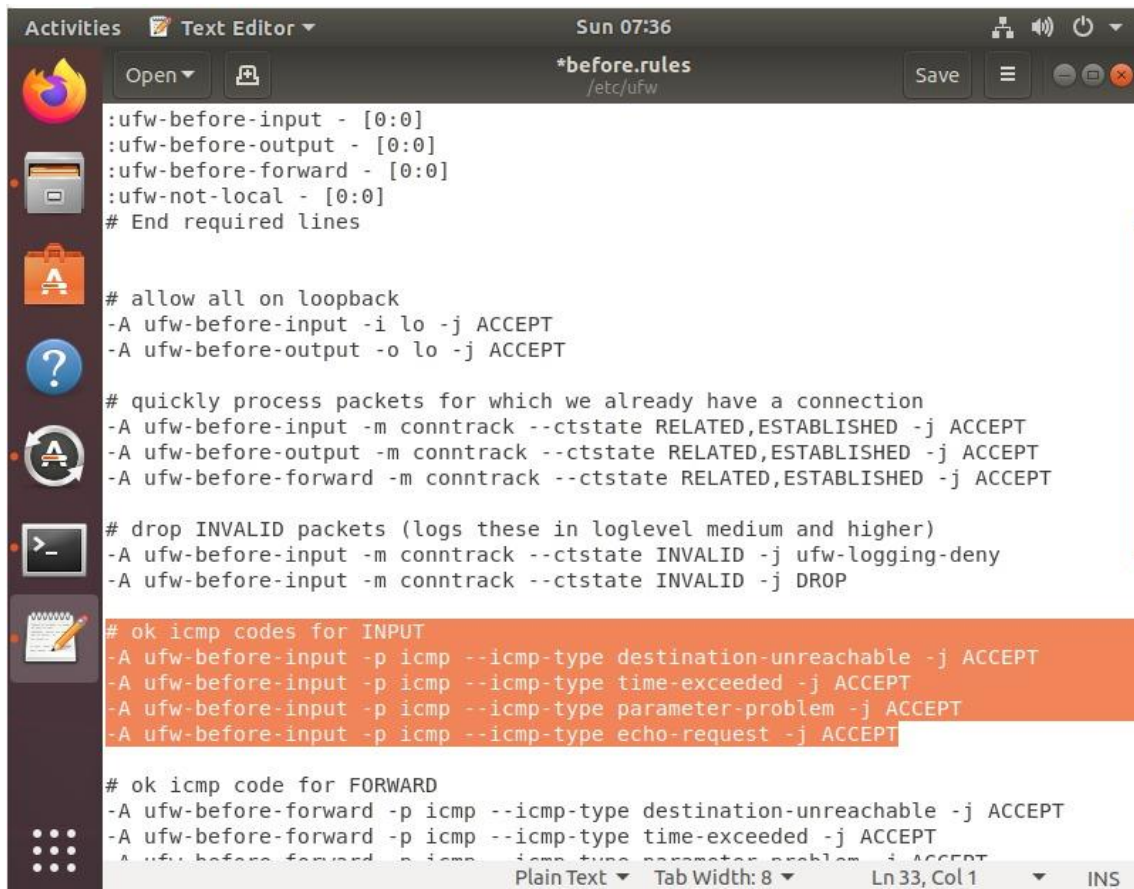 Activities Text Editor Sun 07:36
Open *before.rules Save
/etc/ufw
:ufw-before-input - [0:0]
:ufw-before-output - [0:0]
:ufw-before-forward - [0:0]
:ufw-not-local - [0:0]
# End required lines
# allow all on loopback
-A ufw-before-input -i lo -j ACCEPT
-A ufw-before-output -o lo -j ACCEPT
# quickly process packets for which we already have a connection
-A ufw-before-input -m conntrack --ctstate RELATED,ESTABLISHED -j ACCEPT
-A ufw-before-output -m conntrack --ctstate RELATED,ESTABLISHED -j ACCEPT
-A ufw-before-forward -m conntrack --ctstate RELATED,ESTABLISHED -j ACCEPT
# drop INVALID packets (logs these in loglevel medium and higher)
-A ufw-before-input -m conntrack --ctstate INVALID -j ufw-logging-deny
-A ufw-before-input -m conntrack --ctstate INVALID -j DROP
# ok icmp codes for INPUT
-A ufw-before-input -p icmp --icmp-type destination-unreachable -j ACCEPT
-A ufw-before-input -p icmp --icmp-type time-exceeded -j ACCEPT
-A ufw-before-input -p icmp --icmp-type parameter-problem -j ACCEPT
-A ufw-before-input -p icmp --icmp-type echo-request -j ACCEPT
# ok icmp code for FORWARD
-A ufw-before-forward -p icmp --icmp-type destination-unreachable -j ACCEPT
-A ufw-before-forward -p icmp --icmp-type time-exceeded -j ACCEPT
-A ufw-before-forward -p icmp --icmp-type parameter-problem -j ACCEPT
Plain Text Tab Width: 8 Ln 33, Col 1 INS